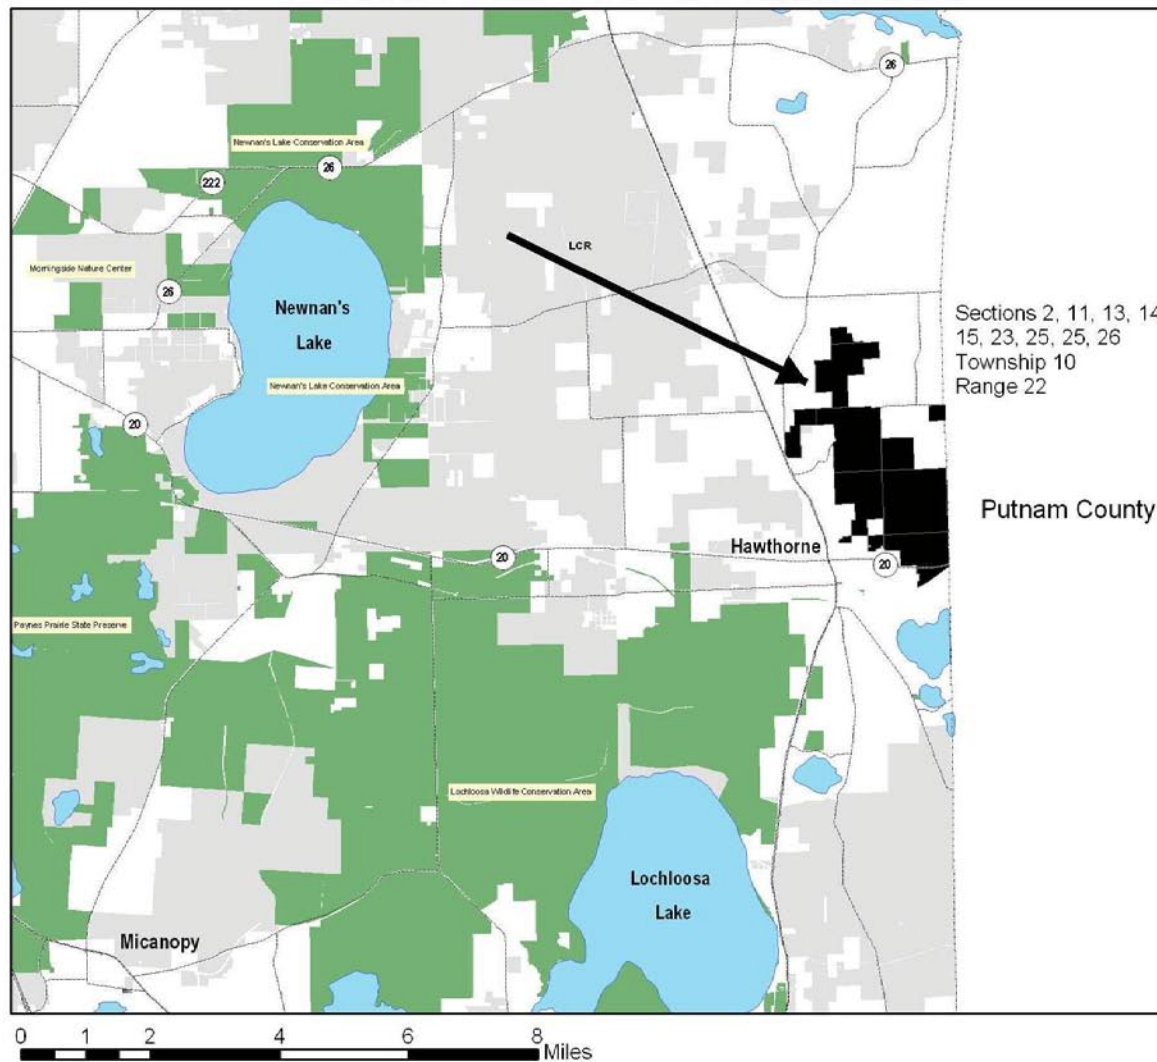 26
Newnan's Lake Conservation Area
26
222
LCR
Morningside Nature Center
26
Newnan's
Lake
Sections 2, 11, 13, 14
15, 23, 25, 25, 26
Township 10
Range 22
Newnan's Lake Conservation Area
20
Putnam County
Hawthorne
20
20
Paynes Prairie State Preserve
Lochloosa Wildlife Conservation Area
Lochloosa
Lake
Micanopy
0 1 2 4 6 8
Miles